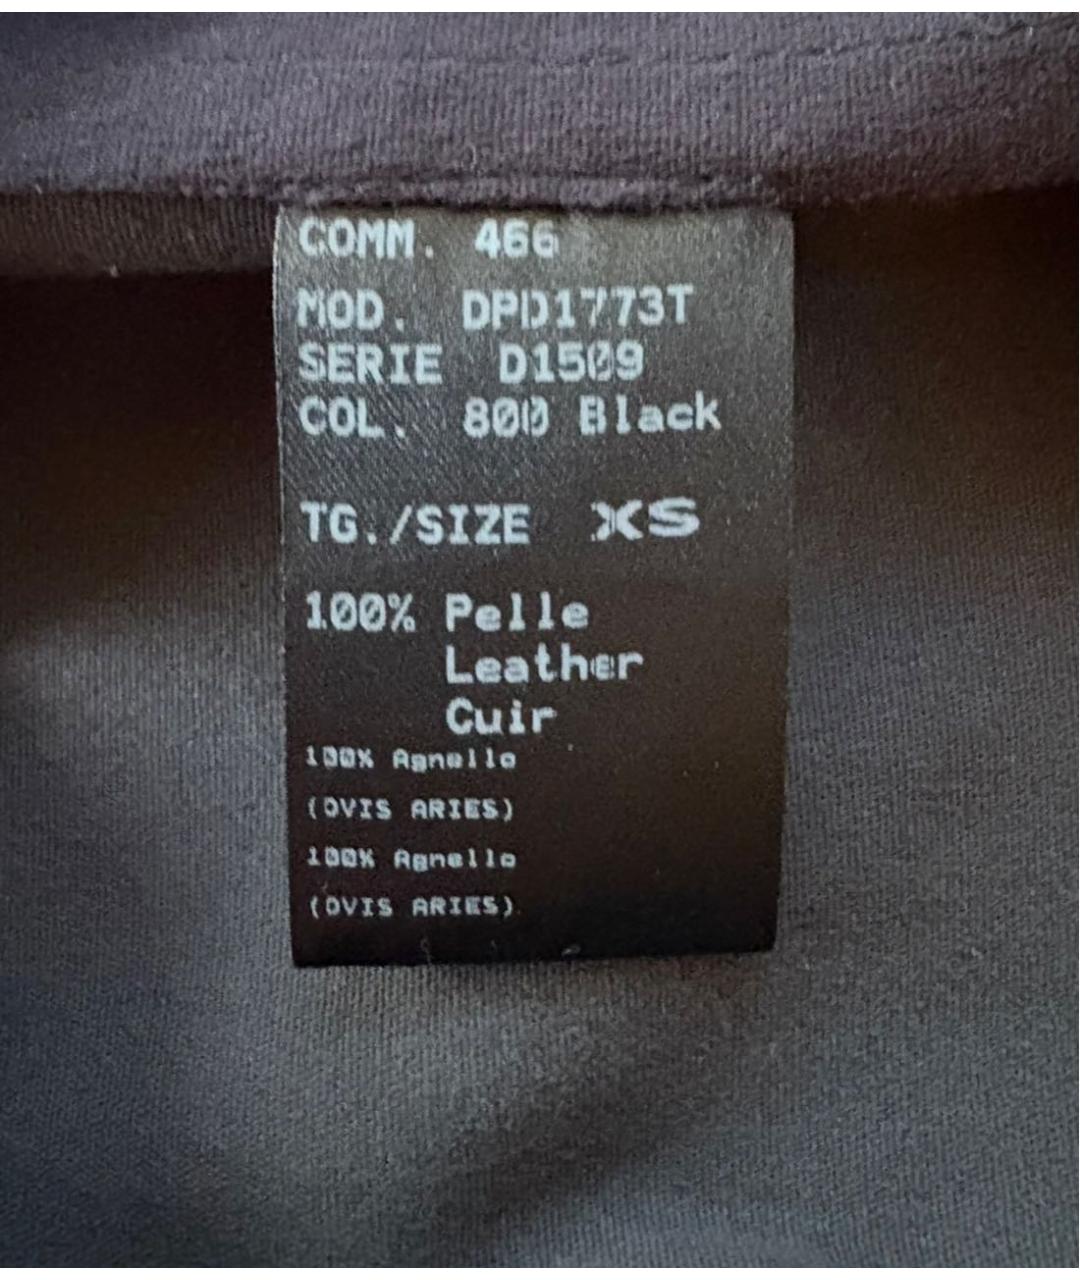 COMM. 466
MOD. DPD1773T
SERIE D1509
COL. 800 Black
TG./SIZE XS
100% Pelle
Leather
Cuir
100% Agnello
(OVIS ARIES)
100% Agnello
(OVIS ARIES)